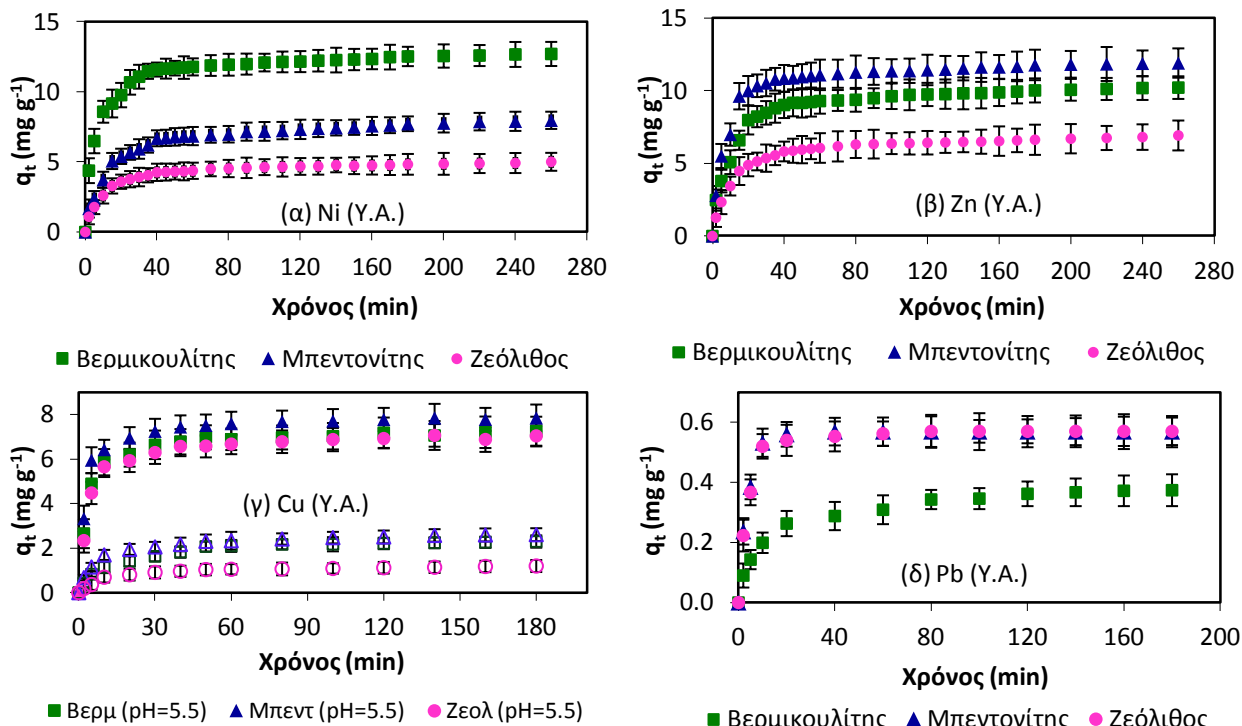 15
10
5
0
qt (mg g-1)
(α) Ni (Υ.Α.)
0 40 80 120 160 200 240 280
Χρόνος (min)
Βερμικουλίτης Μπεντονίτης Ζεόλιθος
15
10
5
0
qt (mg g-1)
(β) Zn (Υ.Α.)
0 40 80 120 160 200 240 280
Χρόνος (min)
Βερμικουλίτης Μπεντονίτης Ζεόλιθος
8
6
4
2
0
qt (mg g-1)
(γ) Cu (Υ.Α.)
0 30 60 90 120 150 180
Χρόνος (min)
Βερμ (pH=5.5) Μπεντ (pH=5.5) Ζεολ (pH=5.5)
0.6
0.4
0.2
0.0
qt (mg g-1)
(δ) Pb (Υ.Α.)
0 40 80 120 160 200
Χρόνος (min)
Βερμικουλίτης Μπεντονίτης Ζεόλιθος